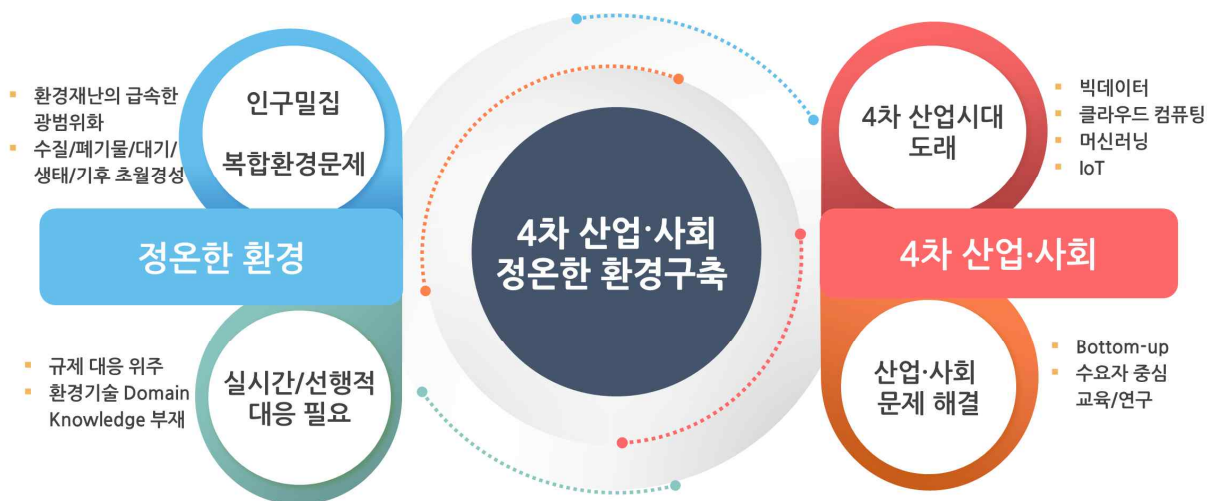 환경재난의 급속한
광범위화
수질/폐기물/대기/
생태/기후 초월경성
인구밀집
복합환경문제
정온한 환경
규제 대응 위주
환경기술 Domain
Knowledge 부재
실시간/선행적
대응 필요
4차 산업·사회
정온한 환경구축
4차 산업시대
도래
빅데이터
클라우드 컴퓨팅
머신러닝
IoT
4차 산업·사회
산업·사회
문제 해결
Bottom-up
수요자 중심
교육/연구